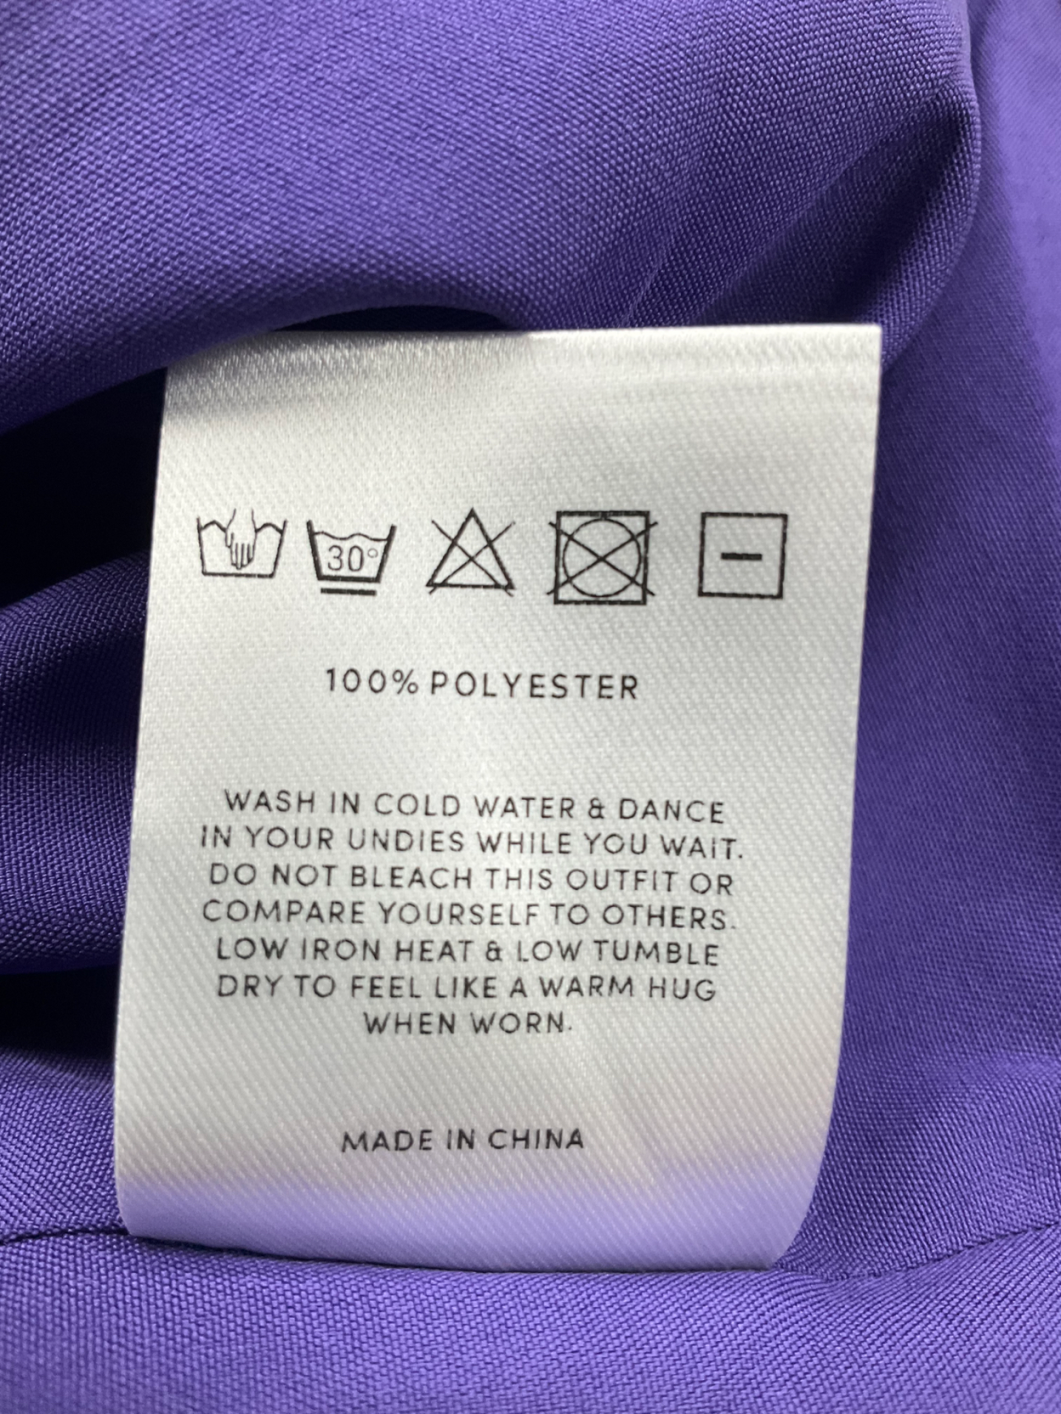 30°
100% POLYESTER
WASH IN COLD WATER & DANCE
IN YOUR UNDIES WHILE YOU WAIT.
DO NOT BLEACH THIS OUTFIT OR
COMPARE YOURSELF TO OTHERS.
LOW IRON HEAT & LOW TUMBLE
DRY TO FEEL LIKE A WARM HUG
WHEN WORN.
MADE IN CHINA